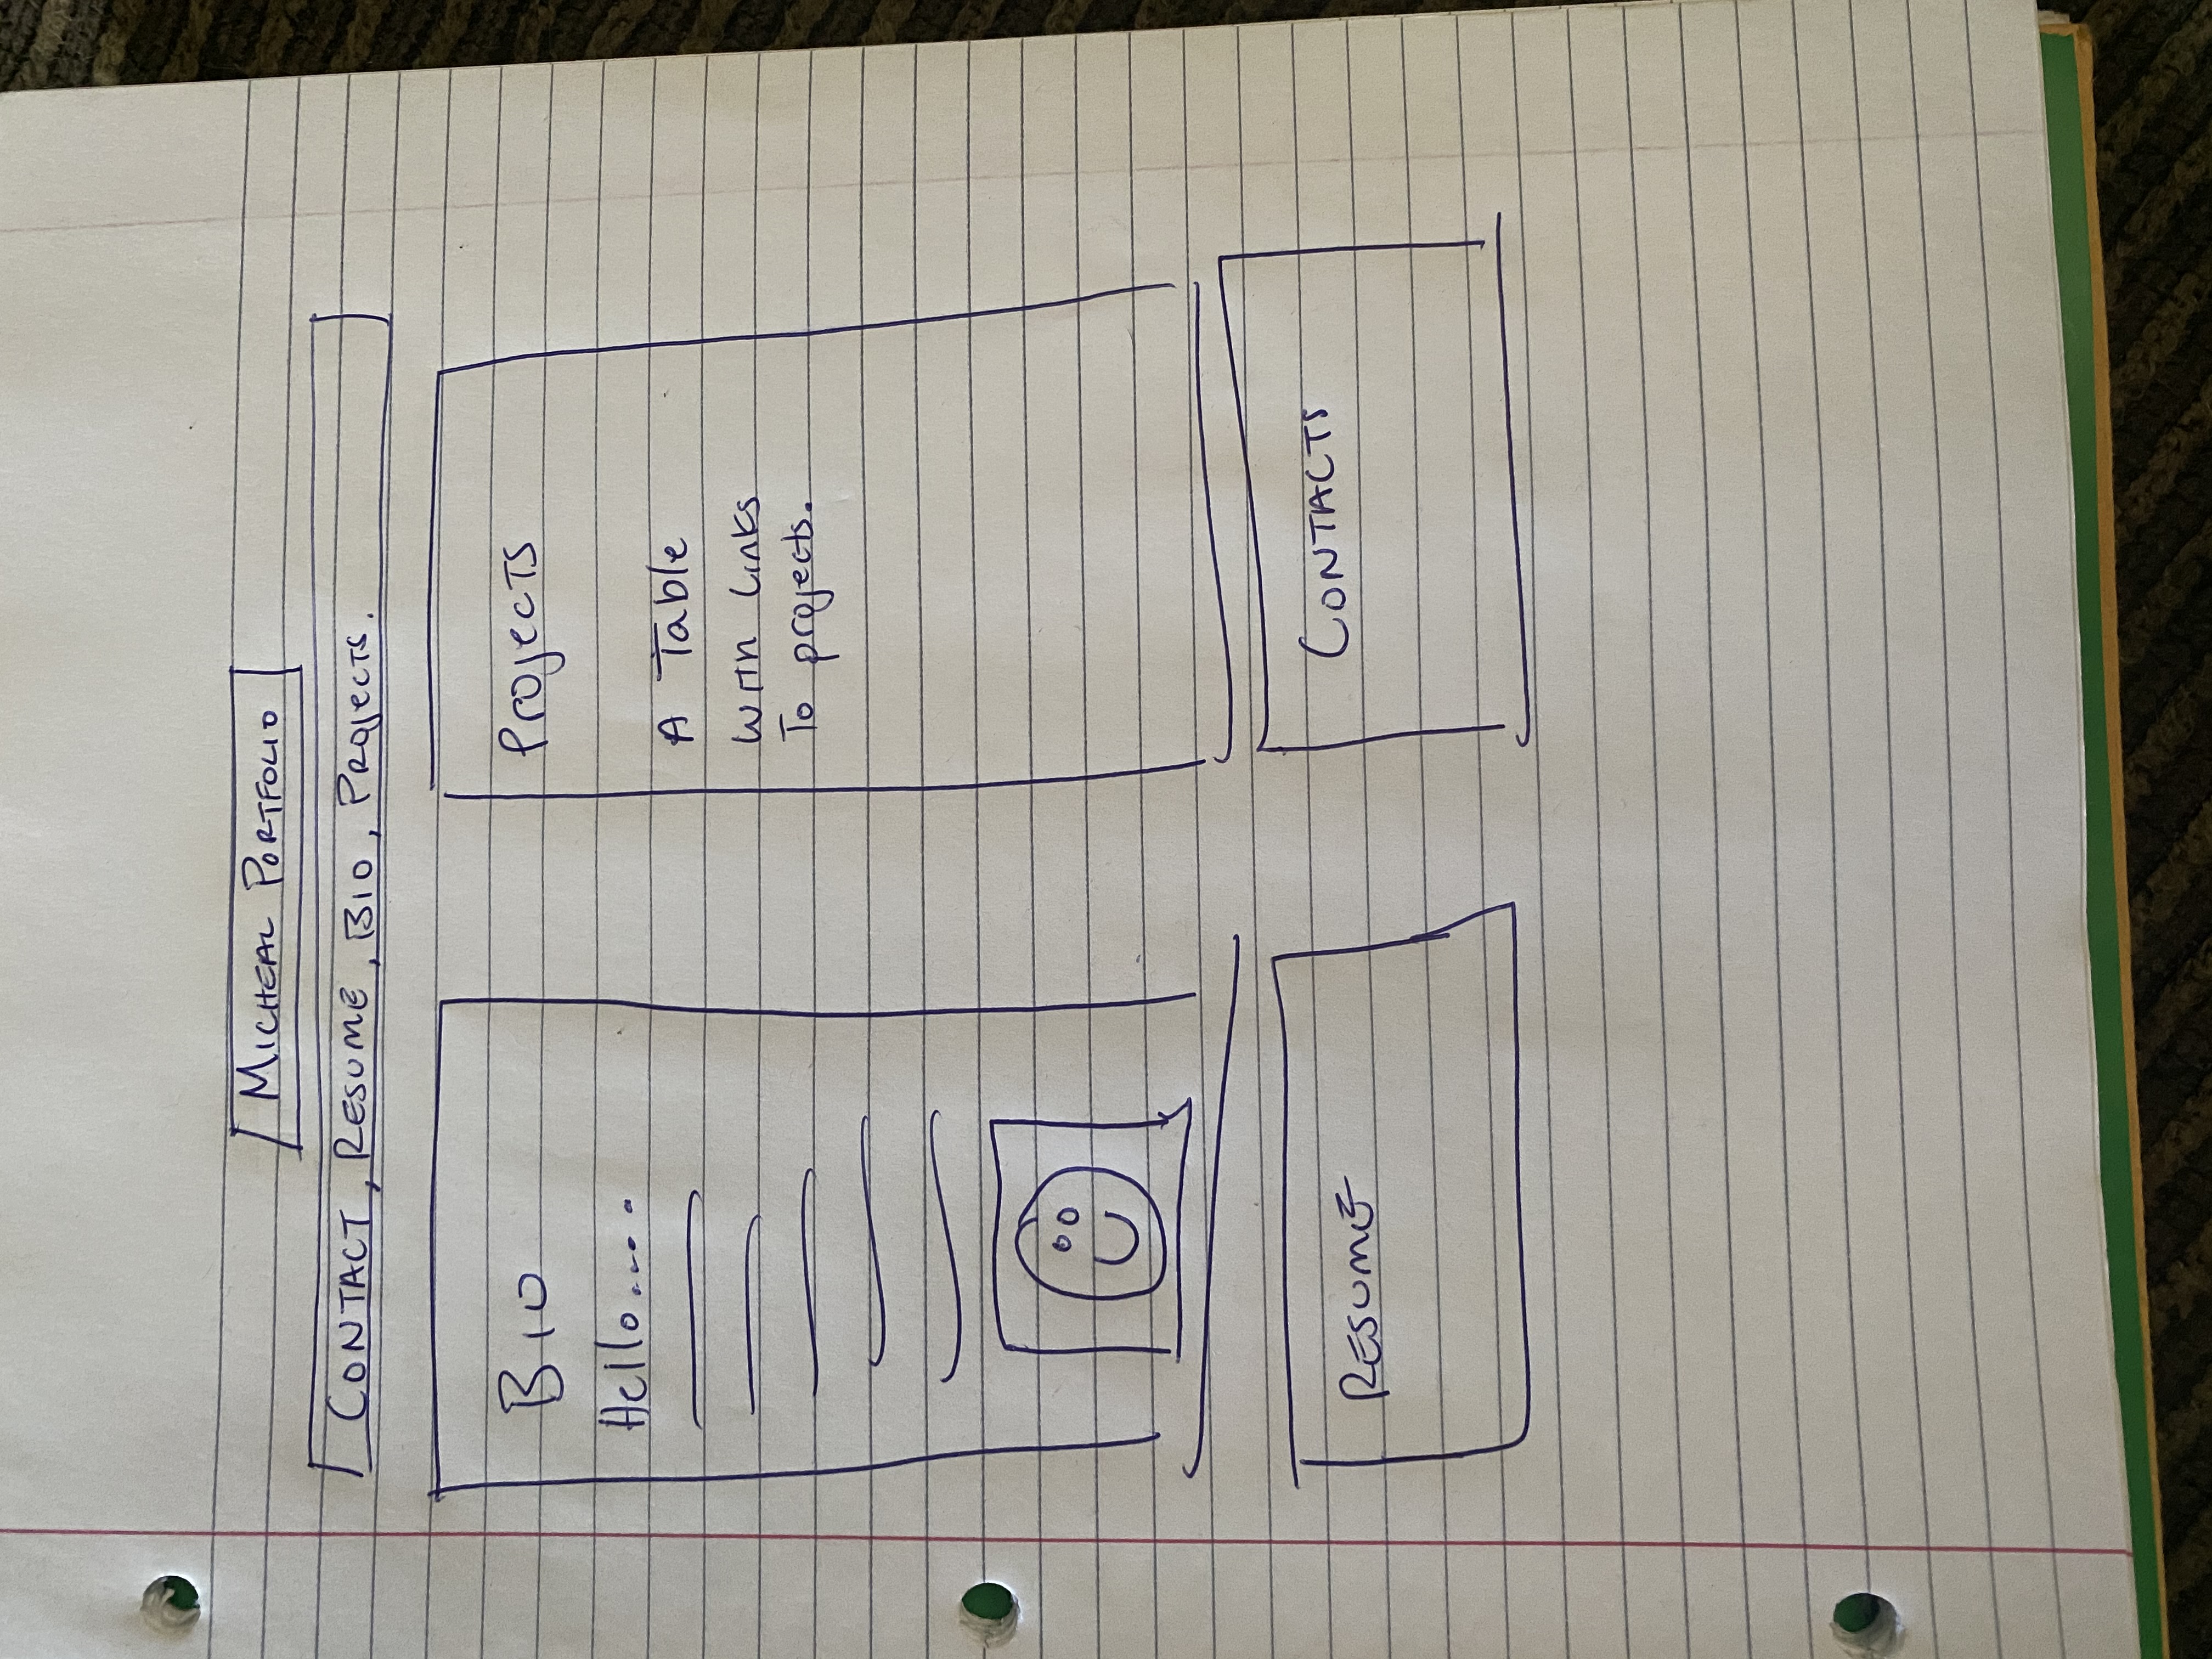 MICHEAL PORTFOLIO
CONTACT, RESUME, BIO, Projects.
BIO
Hello.....
Projects
A Table
WITH Links
To projects.
RESUME
CONTACTS